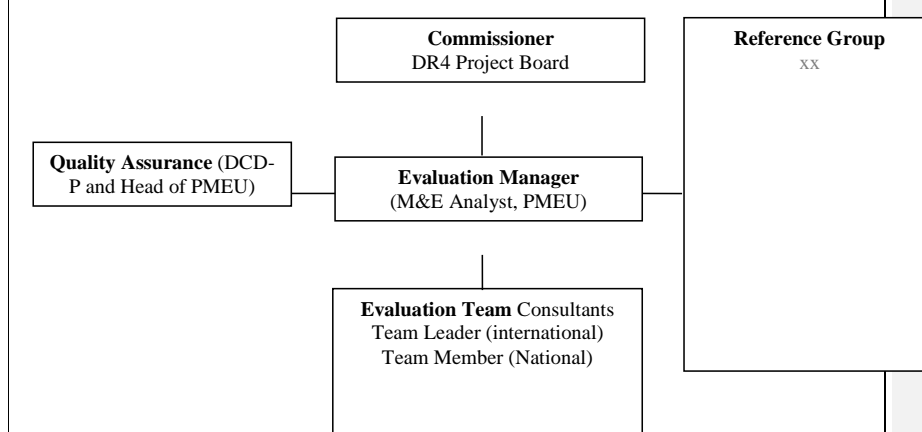 Commissioner
DR4 Project Board
Reference Group
xx
Quality Assurance (DCD-
P and Head of PMEU)
Evaluation Manager
(M&E Analyst, PMEU)
Evaluation Team Consultants
Team Leader (international)
Team Member (National)